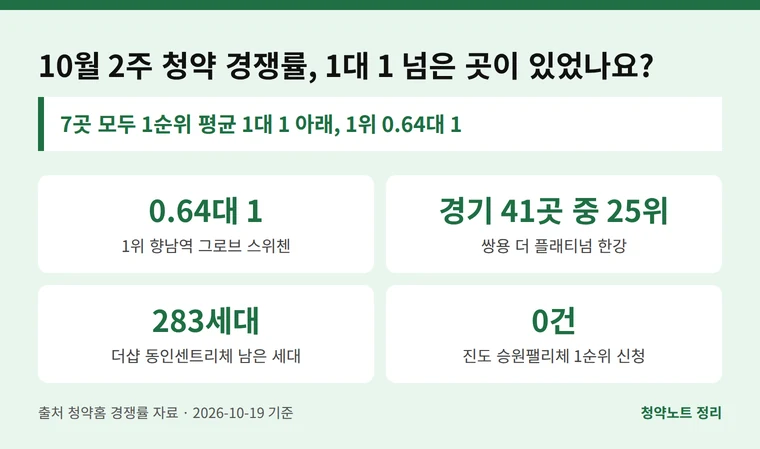 10월 2주 청약 경쟁률, 1대 1 넘은 곳이 있었나요?
7곳 모두 1순위 평균 1대 1 아래, 1위 0.64대 1
0.64대 1
1위 향남역 그로브 스위첸
경기 41곳 중 25위
쌍용 더 플래티넘 한강
283세대
더샵 동인센트리체 남은 세대
0건
진도 승원팰리체 1순위 신청
출처 청약홈 경쟁률 자료 · 2026-10-19 기준
청약노트 정리